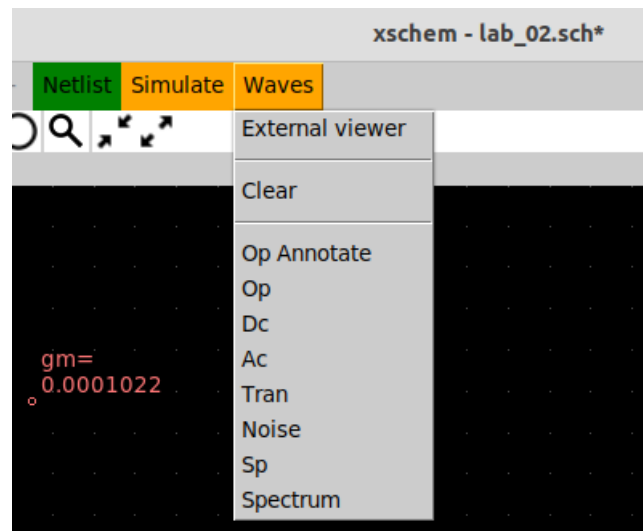 xschem - lab_02.sch*
Netlist Simulate Waves
External viewer
Clear
Op Annotate
Op
Dc
Ac
Tran
Noise
Sp
Spectrum
gm=
0.0001022